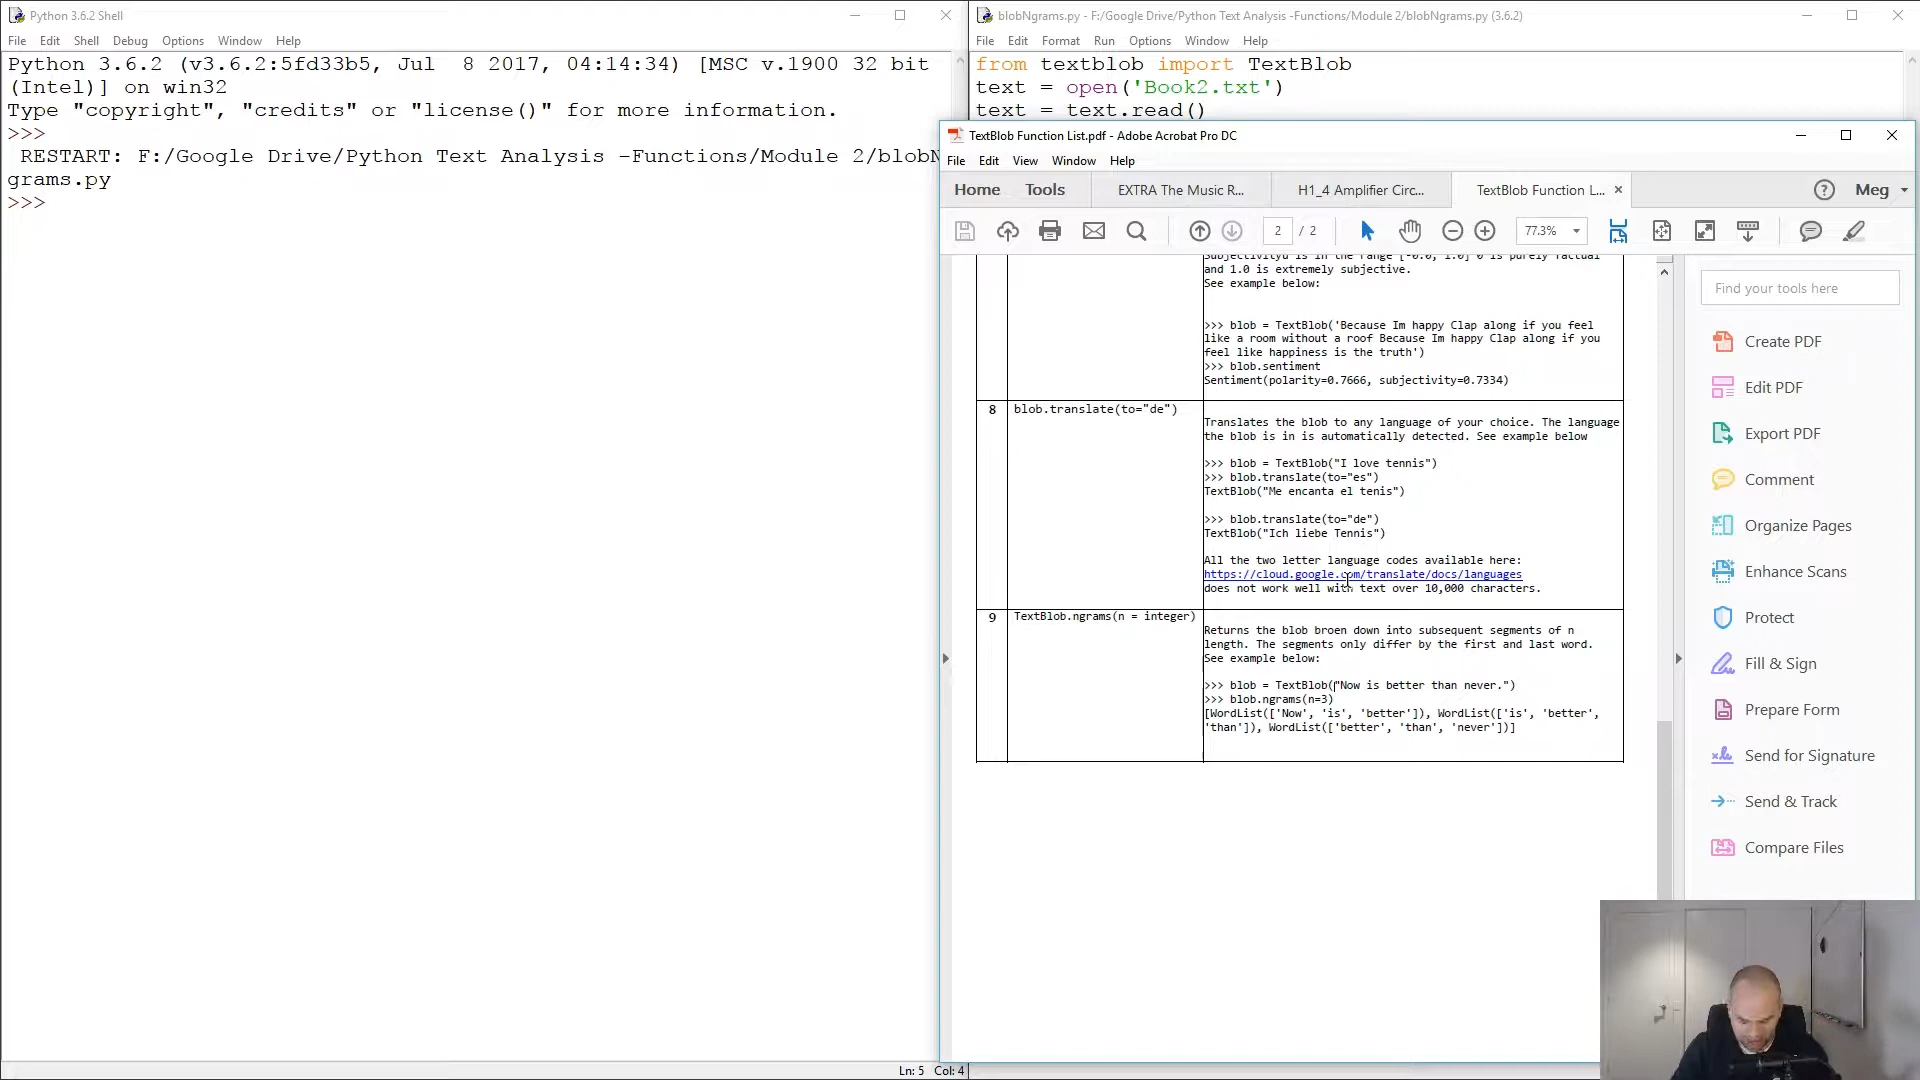 Python 3.6.2 Shell
File Edit Shell Debug Options Window Help
Python 3.6.2 (v3.6.2:5fd33b5, Jul  8 2017, 04:14:34) [MSC v.1900 32 bit
(Intel)] on win32
Type "copyright", "credits" or "license()" for more information.
>>>
RESTART: F:/Google Drive/Python Text Analysis -Functions/Module 2/blobN
grams.py
>>>
Ln: 5 Col: 4
blobNgrams.py - F:/Google Drive/Python Text Analysis -Functions/Module 2/blobNgrams.py (3.6.2)
File Edit Format Run Options Window Help
from textblob import TextBlob
text = open('Book2.txt')
text = text.read()
TextBlob Function List.pdf - Adobe Acrobat Pro DC
File Edit View Window Help
Home Tools EXTRA The Music R... H1_4 Amplifier Circ... TextBlob Function L... Meg
2 / 2 77.3%
Subjectivityu is in the range [-0.0, 1.0] 0 is purely factual
and 1.0 is extremely subjective.
See example below:
>>> blob = TextBlob('Because Im happy Clap along if you feel
like a room without a roof Because Im happy Clap along if you
feel like happiness is the truth')
>>> blob.sentiment
Sentiment(polarity=0.7666, subjectivity=0.7334)
8 blob.translate(to="de")
Translates the blob to any language of your choice. The language
the blob is in is automatically detected. See example below
>>> blob = TextBlob("I love tennis")
>>> blob.translate(to="es")
TextBlob("Me encanta el tenis")
>>> blob.translate(to="de")
TextBlob("Ich liebe Tennis")
All the two letter language codes available here:
https://cloud.google.com/translate/docs/languages
does not work well with text over 10,000 characters.
9 TextBlob.ngrams(n = integer)
Returns the blob broen down into subsequent segments of n
length. The segments only differ by the first and last word.
See example below:
>>> blob = TextBlob("Now is better than never.")
>>> blob.ngrams(n=3)
[WordList(['Now', 'is', 'better']), WordList(['is', 'better',
'than']), WordList(['better', 'than', 'never'])]
Find your tools here
Create PDF
Edit PDF
Export PDF
Comment
Organize Pages
Enhance Scans
Protect
Fill & Sign
Prepare Form
Send for Signature
Send & Track
Compare Files